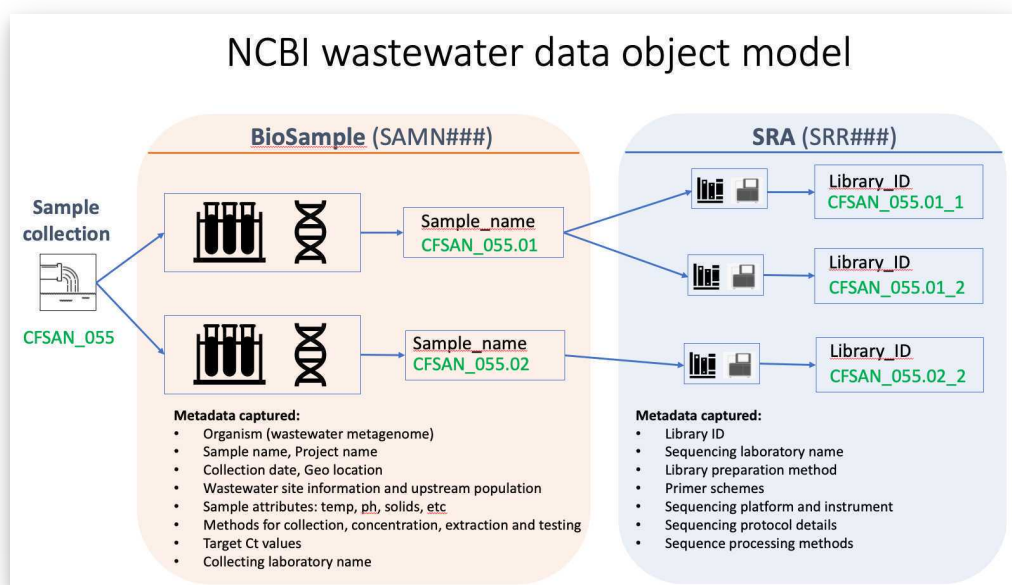 NCBI wastewater data object model
BioSample (SAMN###)
SRA (SRR###)
Sample
collection
CFSAN_055
Sample_name
CFSAN_055.01
Sample_name
CFSAN_055.02
Library_ID
CFSAN_055.01_1
Library_ID
CFSAN_055.01_2
Library_ID
CFSAN_055.02_2
Metadata captured:
• Organism (wastewater metagenome)
• Sample name, Project name
• Collection date, Geo location
• Wastewater site information and upstream population
• Sample attributes: temp, ph, solids, etc
• Methods for collection, concentration, extraction and testing
• Target Ct values
• Collecting laboratory name
Metadata captured:
• Library ID
• Sequencing laboratory name
• Library preparation method
• Primer schemes
• Sequencing platform and instrument
• Sequencing protocol details
• Sequence processing methods